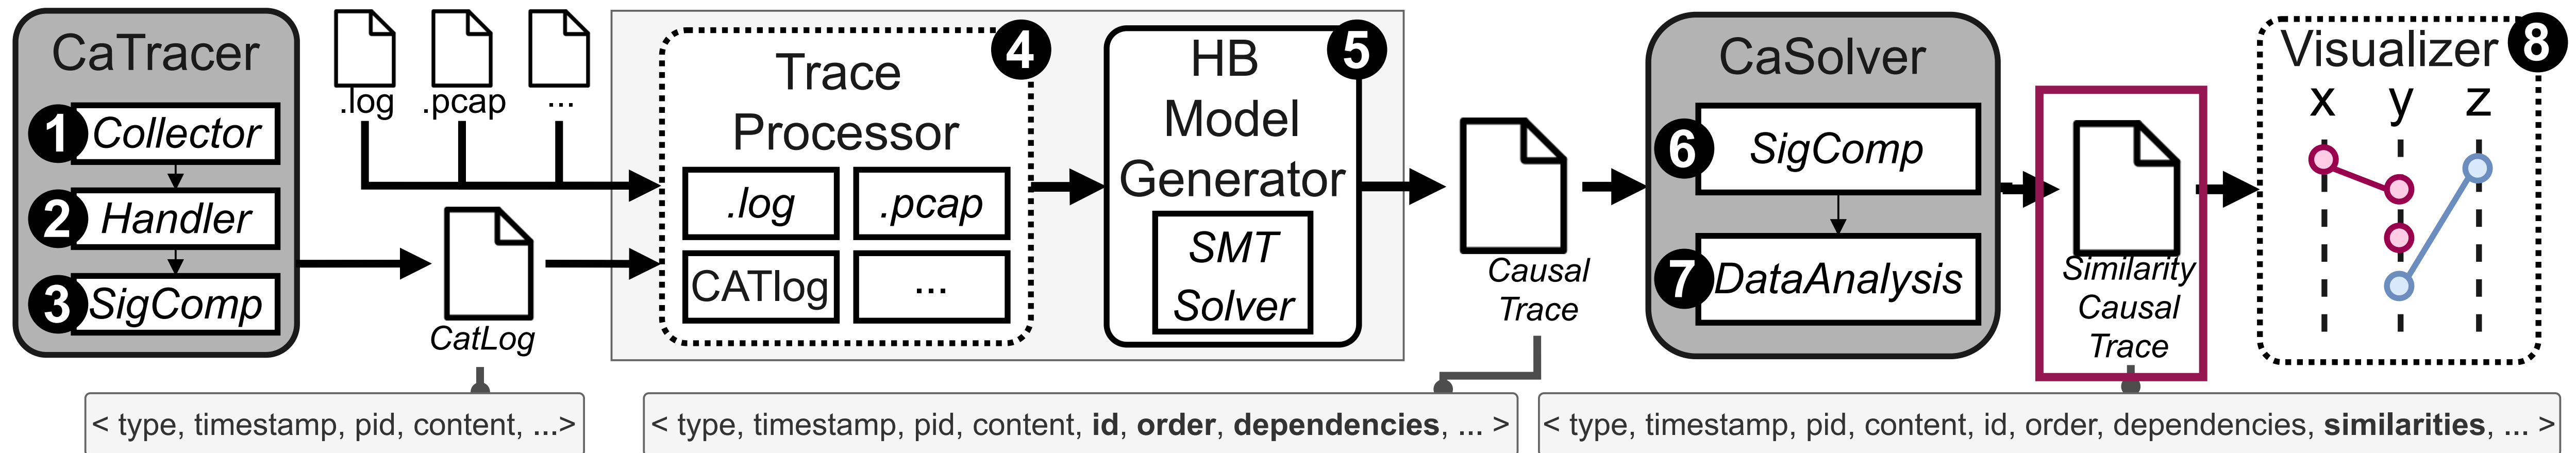 CaTracer
1
Collector
2
Handler
3
SigComp
.log
.pcap
...
CatLog
4
Trace
Processor
.log
.pcap
CATlog
...
5
HB
Model
Generator
SMT
Solver
Causal
Trace
CaSolver
6
SigComp
7
DataAnalysis
Similarity
Causal
Trace
8
Visualizer
x y z
< type, timestamp, pid, content, ...>
< type, timestamp, pid, content, id, order, dependencies, ... >
< type, timestamp, pid, content, id, order, dependencies, similarities, ... >